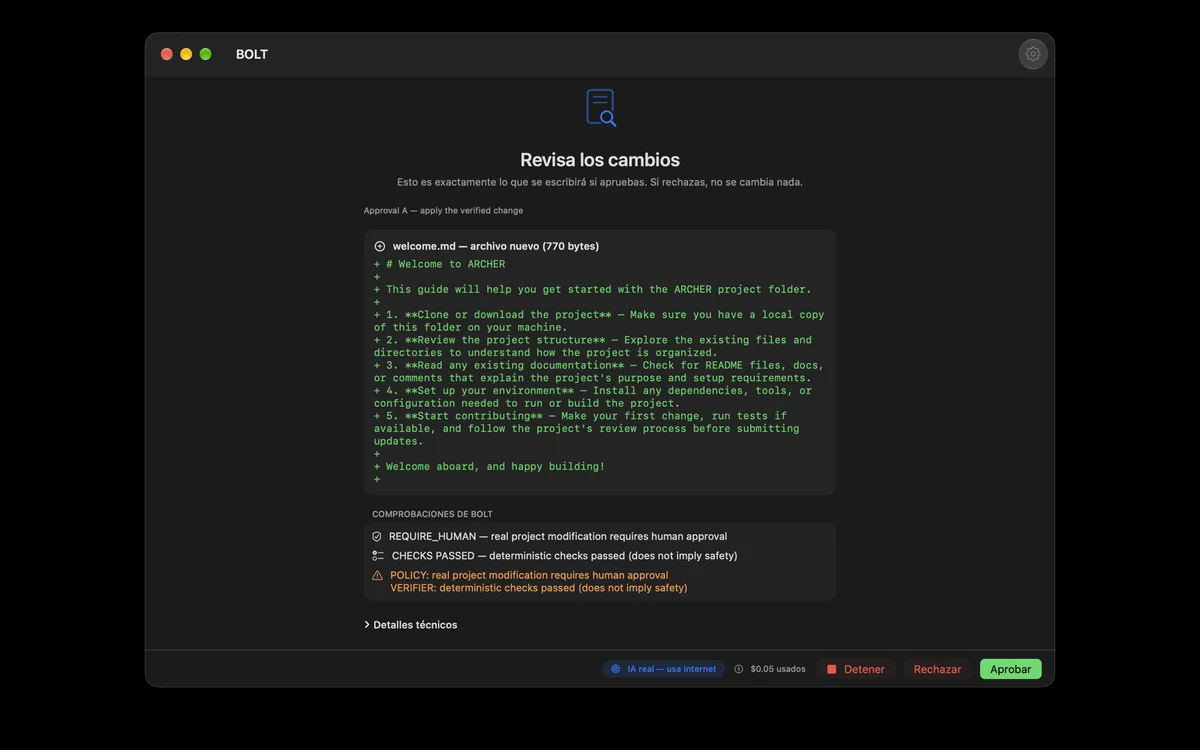 BOLT
Revisa los cambios
Esto es exactamente lo que se escribirá si apruebas. Si rechazas, no se cambia nada.
Approval A — apply the verified change
welcome.md — archivo nuevo (770 bytes)
+ # Welcome to ARCHER
+
+ This guide will help you get started with the ARCHER project folder.
+
+ 1. **Clone or download the project** — Make sure you have a local copy
of this folder on your machine.
+ 2. **Review the project structure** — Explore the existing files and
directories to understand how the project is organized.
+ 3. **Read any existing documentation** — Check for README files, docs,
or comments that explain the project's purpose and setup requirements.
+ 4. **Set up your environment** — Install any dependencies, tools, or
configuration needed to run or build the project.
+ 5. **Start contributing** — Make your first change, run tests if
available, and follow the project's review process before submitting
updates.
+
+ Welcome aboard, and happy building!
+
COMPROBACIONES DE BOLT
REQUIRE_HUMAN — real project modification requires human approval
CHECKS PASSED — deterministic checks passed (does not imply safety)
POLICY: real project modification requires human approval
VERIFIER: deterministic checks passed (does not imply safety)
Detalles técnicos
IA real — usa internet
$0.05 usados
Detener
Rechazar
Aprobar